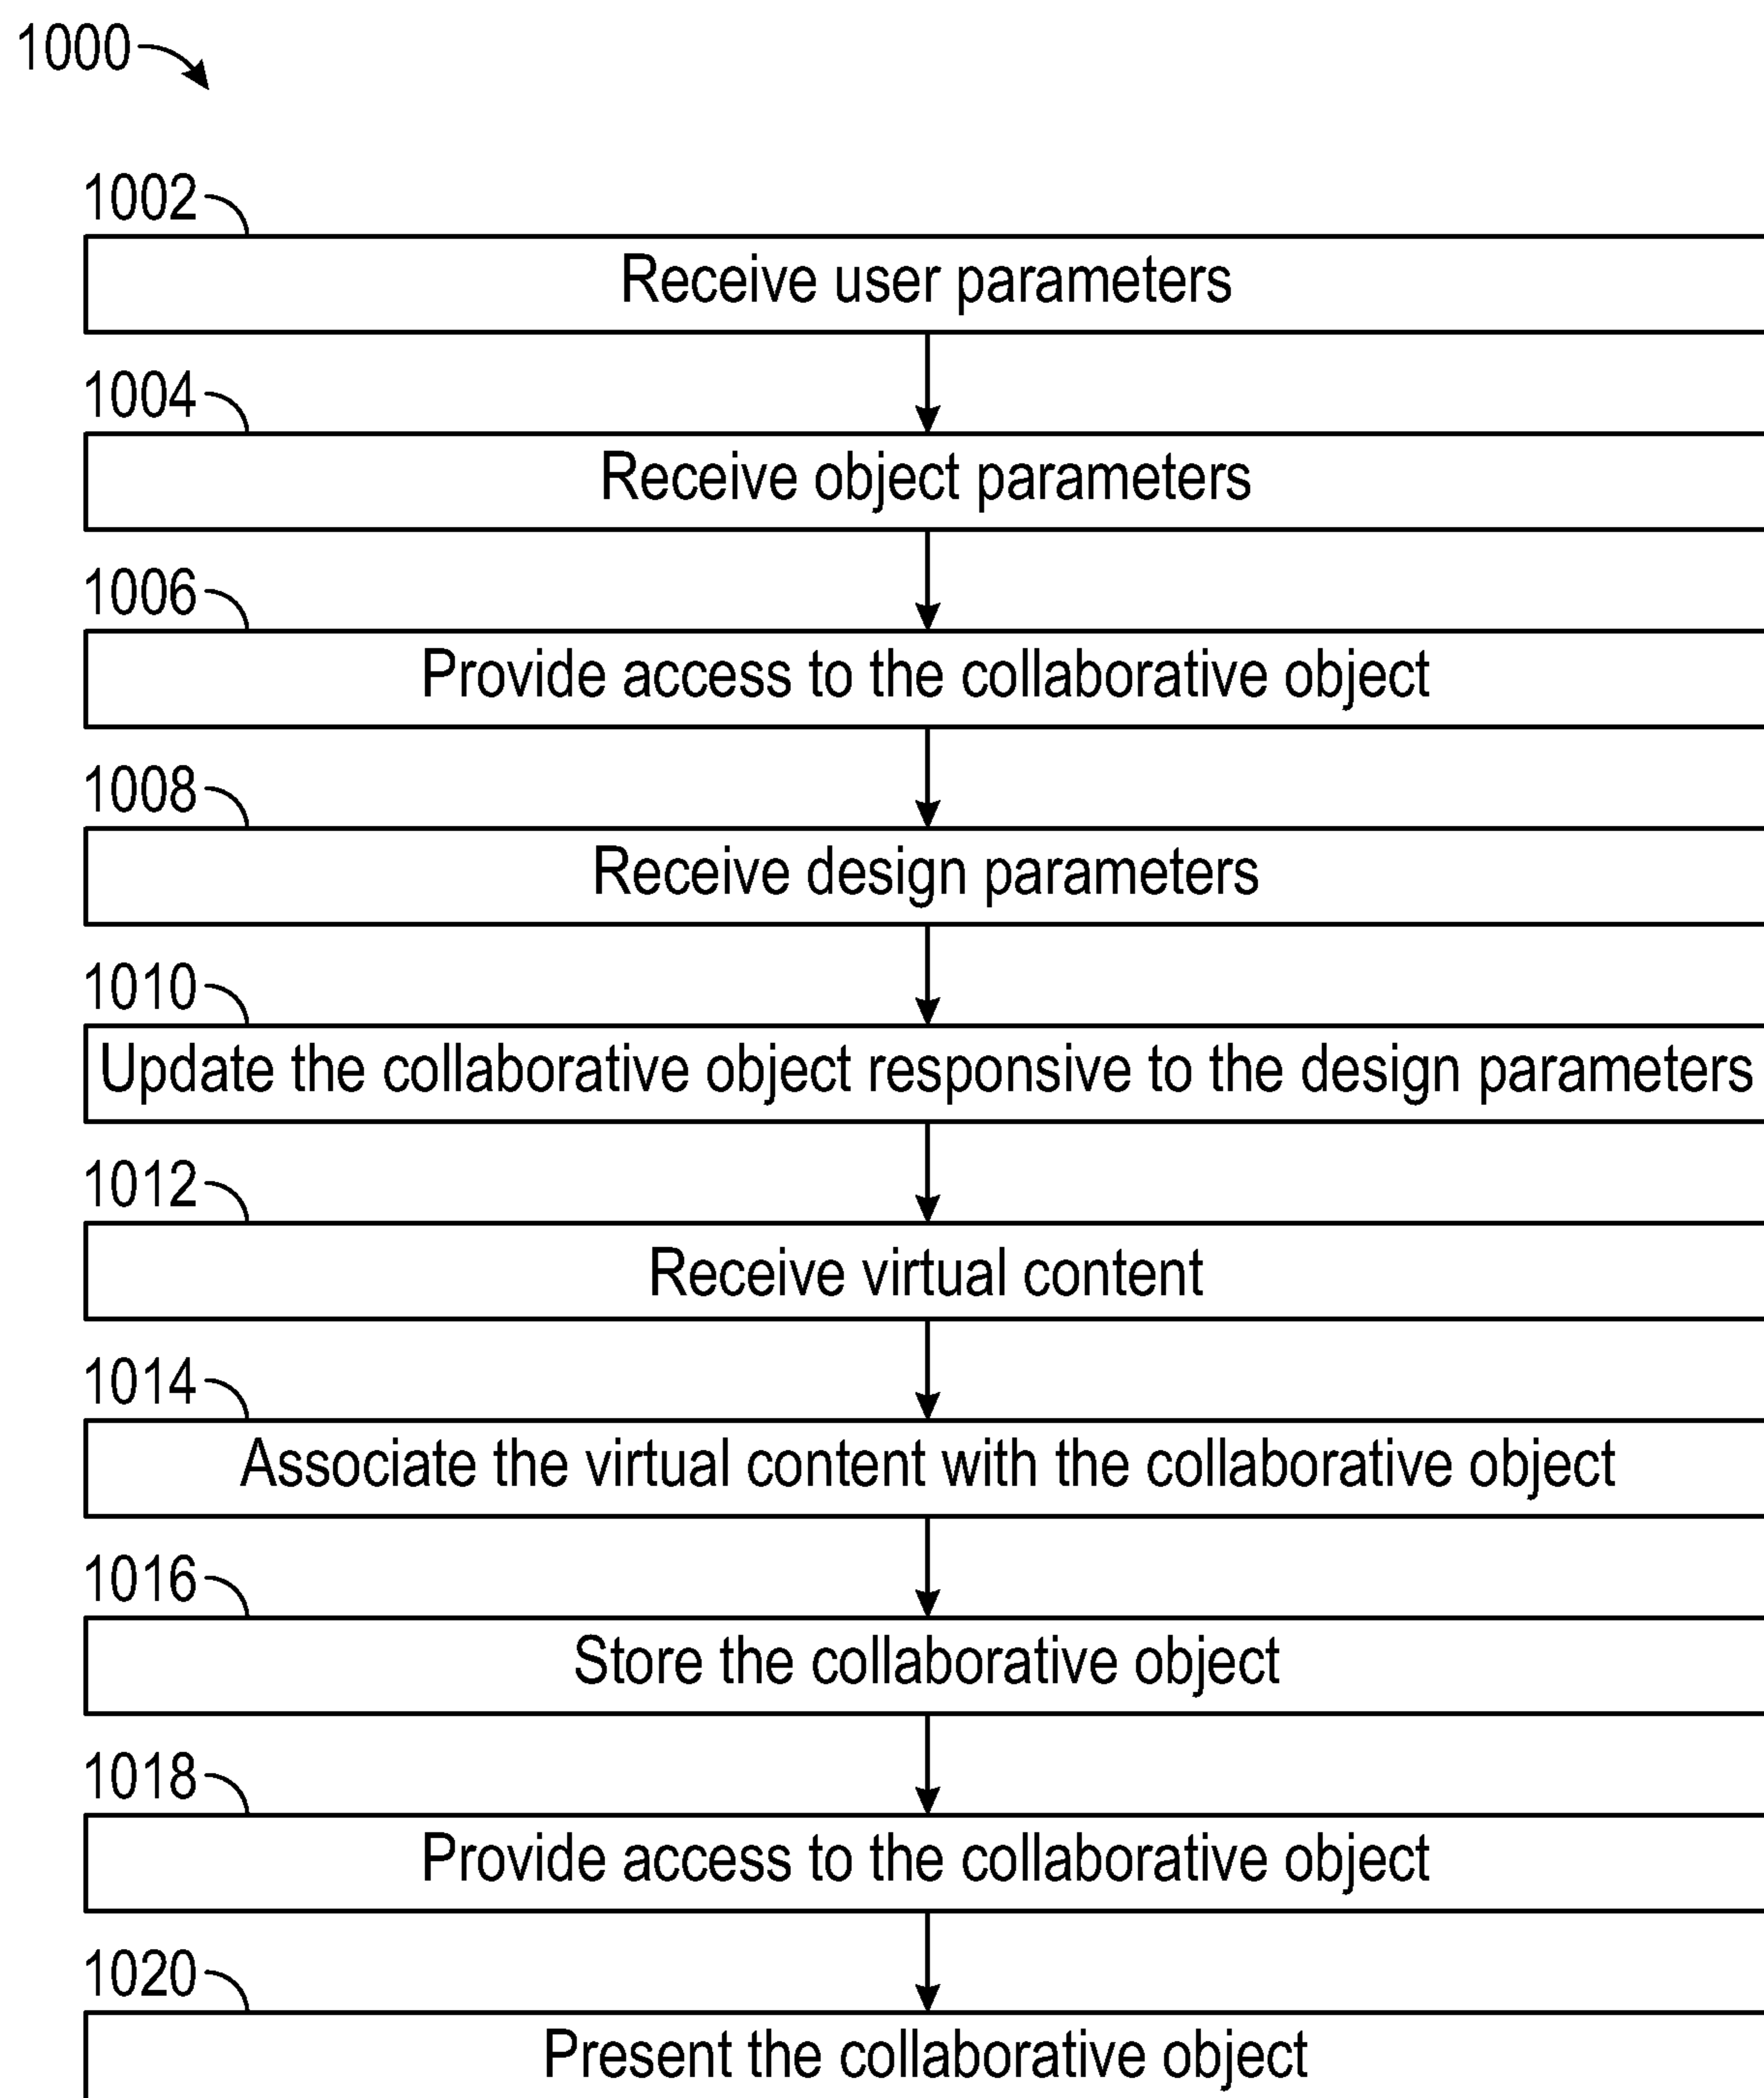 1000
1002
Receive user parameters
1004
Receive object parameters
1006
Provide access to the collaborative object
1008
Receive design parameters
1010
Update the collaborative object responsive to the design parameters
1012
Receive virtual content
1014
Associate the virtual content with the collaborative object
1016
Store the collaborative object
1018
Provide access to the collaborative object
1020
Present the collaborative object